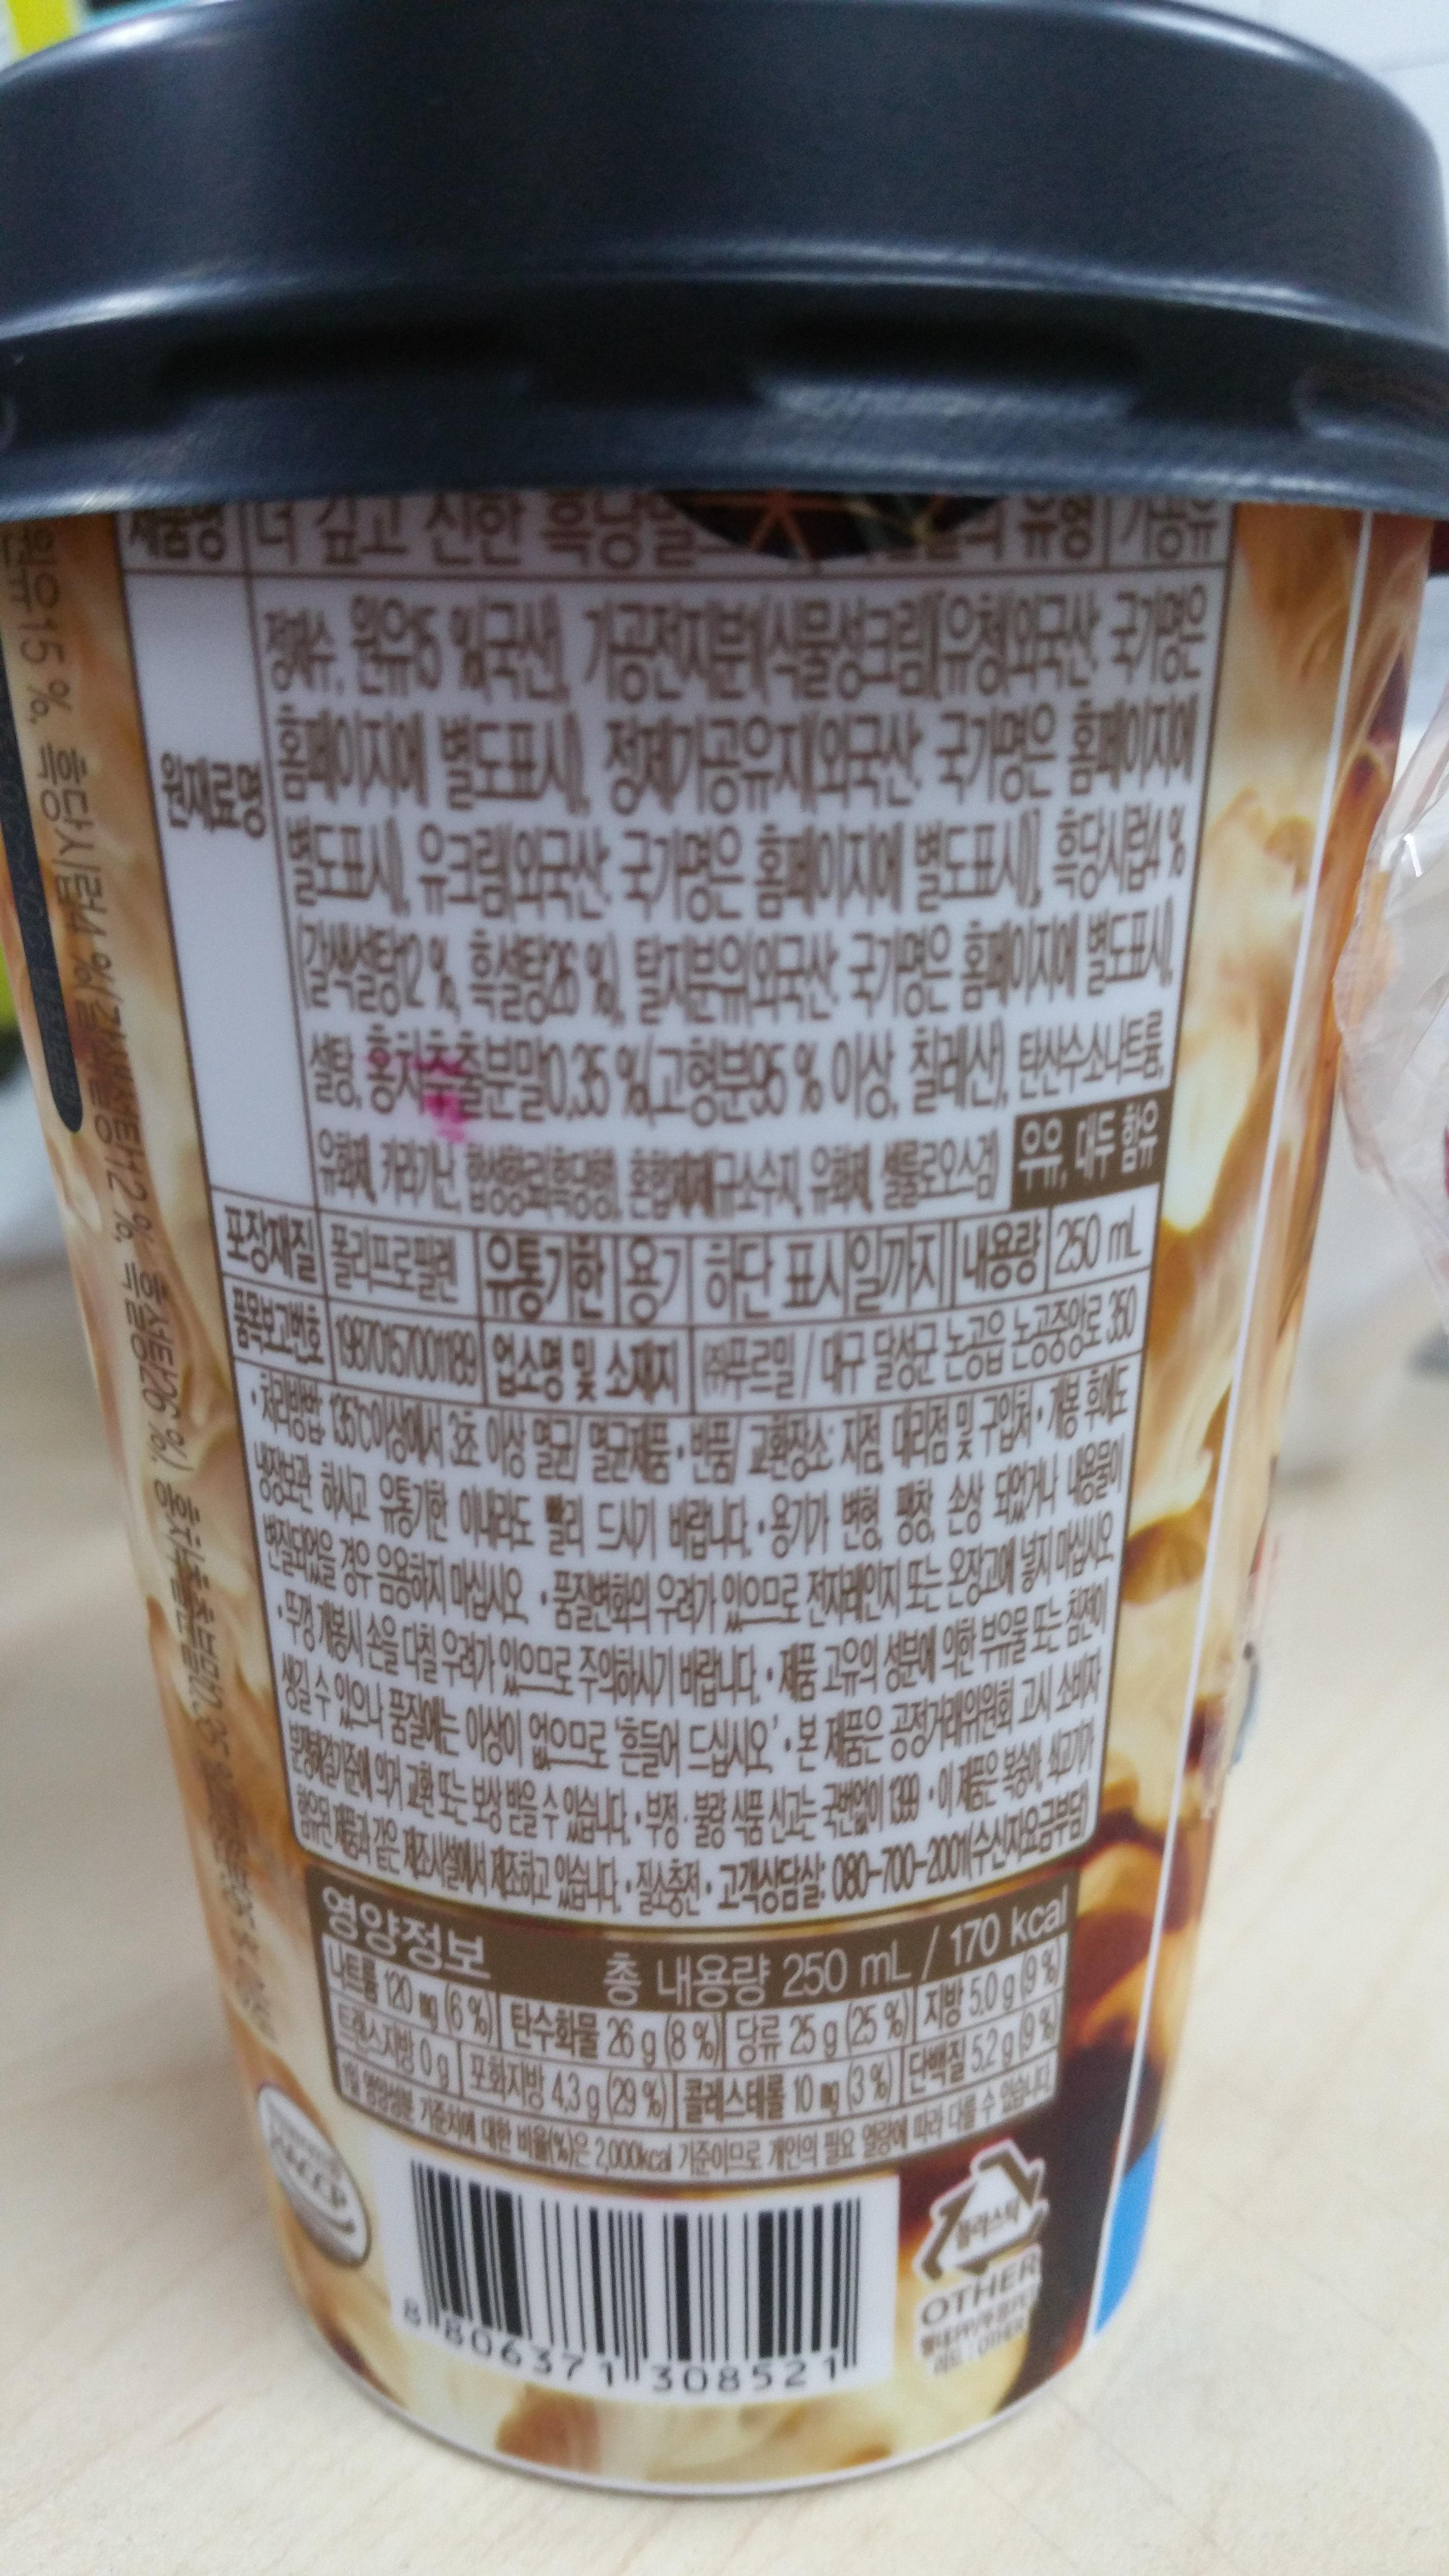 제품명 더 깊고 진한 흑당밀 유형 가공유
원재료명
정제수, 원유15 %(국산), 가공전지분(식물성크림[유청(외국산, 국가명은
홈페이지에 별도표시), 정제가공유지(외국산, 국가명은 홈페이지에
별도표시), 유크림(외국산, 국가명은 홈페이지에 별도표시)], 흑당시럽4 %
(갈색설탕12 %, 흑설탕26 %), 탈지분유(외국산, 국가명은 홈페이지에 별도표시),
설탕, 홍차추출분말0.35 %(고형분95 % 이상, 칠레산), 탄산수소나트륨,
유화제, 카라기난, 합성향료(흑당향), 혼합제제(규소수지, 유화제, 셀룰로오스검) 우유, 대두 함유
포장재질 폴리프로필렌 유통기한 용기 하단 표시일까지 내용량 250 mL
품목보고번호 19870157001189 업소명 및 소재지 ㈜푸르밀 / 대구 달성군 논공읍 논공중앙로 350
• 처리방법: 135℃이상에서 3초 이상 멸균/ 멸균제품 • 반품/ 교환장소: 지점, 대리점 및 구입처 • 개봉 후에도
냉장보관 하시고 유통기한 이내라도 빨리 드시기 바랍니다. • 용기가 변형, 팽창, 손상 되었거나 내용물이
변질되었을 경우 음용하지 마십시오. • 품질변화의 우려가 있으므로 전자레인지 또는 온장고에 넣지 마십시오.
• 뚜껑 개봉시 손을 다칠 우려가 있으므로 주의하시기 바랍니다. • 제품 고유의 성분에 의한 부유물 또는 침전이
생길 수 있으나 품질에는 이상이 없으므로 '흔들어 드십시오.' • 본 제품은 공정거래위원회 고시 소비자
분쟁해결기준에 의거 교환 또는 보상 받을 수 있습니다. • 부정·불량 식품 신고는 국번없이 1399 • 이 제품은 복숭아, 쇠고기가
함유된 제품과 같은 제조시설에서 제조하고 있습니다. • 질소충전 • 고객상담실: 080-700-2001(수신자요금부담)
영양정보 총 내용량 250 mL / 170 kcal
나트륨 120 mg (6 %) 탄수화물 26 g (8 %) 당류 25 g (25 %) 지방 5.0 g (9 %)
트랜스지방 0 g 포화지방 4.3 g (29 %) 콜레스테롤 10 mg (3 %) 단백질 5.2 g (9 %)
1일 영양성분 기준치에 대한 비율(%)은 2,000kcal 기준이므로 개인의 필요 열량에 따라 다를 수 있습니다.
HACCP
플라스틱
OTHER
8 806371 308521
원유15 %, 흑당시럽4 %(갈색설탕12 %, 흑설탕26 %), 홍차추출분말0.35 %